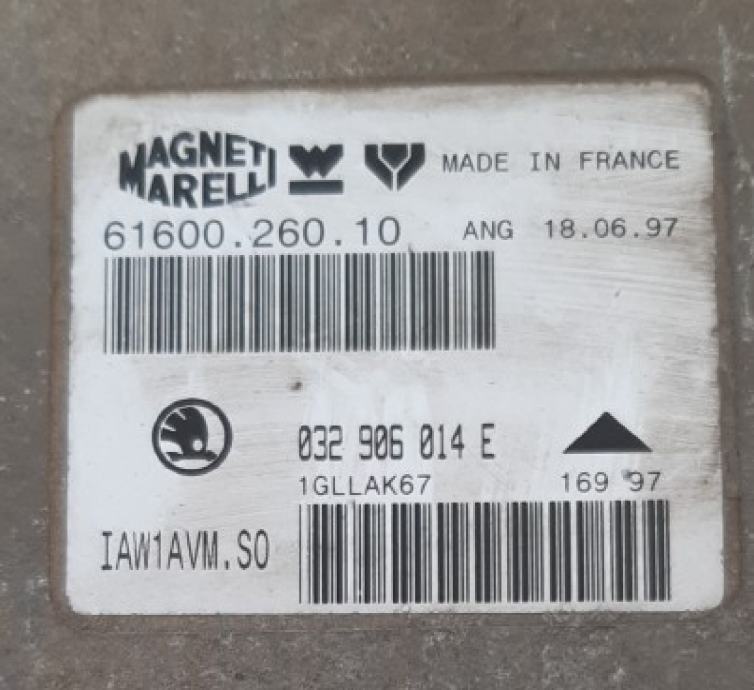 MAGNETI MARELLI MADE IN FRANCE
61600.260.10 ANG 18.06.97
032 906 014 E
1GLLAK67 169 97
IAW1AVM.S0